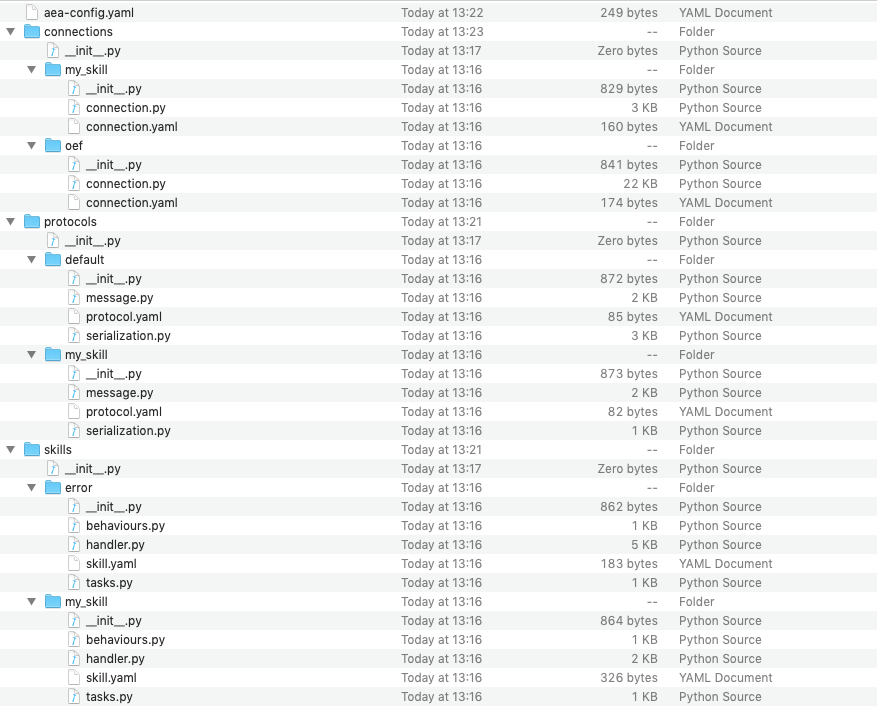 aea-config.yaml Today at 13:22 249 bytes YAML Document
connections Today at 13:23 -- Folder
__init__.py Today at 13:17 Zero bytes Python Source
my_skill Today at 13:16 -- Folder
__init__.py Today at 13:16 829 bytes Python Source
connection.py Today at 13:16 3 KB Python Source
connection.yaml Today at 13:16 160 bytes YAML Document
oef Today at 13:16 -- Folder
__init__.py Today at 13:16 841 bytes Python Source
connection.py Today at 13:16 22 KB Python Source
connection.yaml Today at 13:16 174 bytes YAML Document
protocols Today at 13:21 -- Folder
__init__.py Today at 13:17 Zero bytes Python Source
default Today at 13:16 -- Folder
__init__.py Today at 13:16 872 bytes Python Source
message.py Today at 13:16 2 KB Python Source
protocol.yaml Today at 13:16 85 bytes YAML Document
serialization.py Today at 13:16 3 KB Python Source
my_skill Today at 13:16 -- Folder
__init__.py Today at 13:16 873 bytes Python Source
message.py Today at 13:16 2 KB Python Source
protocol.yaml Today at 13:16 82 bytes YAML Document
serialization.py Today at 13:16 1 KB Python Source
skills Today at 13:21 -- Folder
__init__.py Today at 13:17 Zero bytes Python Source
error Today at 13:16 -- Folder
__init__.py Today at 13:16 862 bytes Python Source
behaviours.py Today at 13:16 1 KB Python Source
handler.py Today at 13:16 5 KB Python Source
skill.yaml Today at 13:16 183 bytes YAML Document
tasks.py Today at 13:16 1 KB Python Source
my_skill Today at 13:16 -- Folder
__init__.py Today at 13:16 864 bytes Python Source
behaviours.py Today at 13:16 1 KB Python Source
handler.py Today at 13:16 2 KB Python Source
skill.yaml Today at 13:16 326 bytes YAML Document
tasks.py Today at 13:16 1 KB Python Source